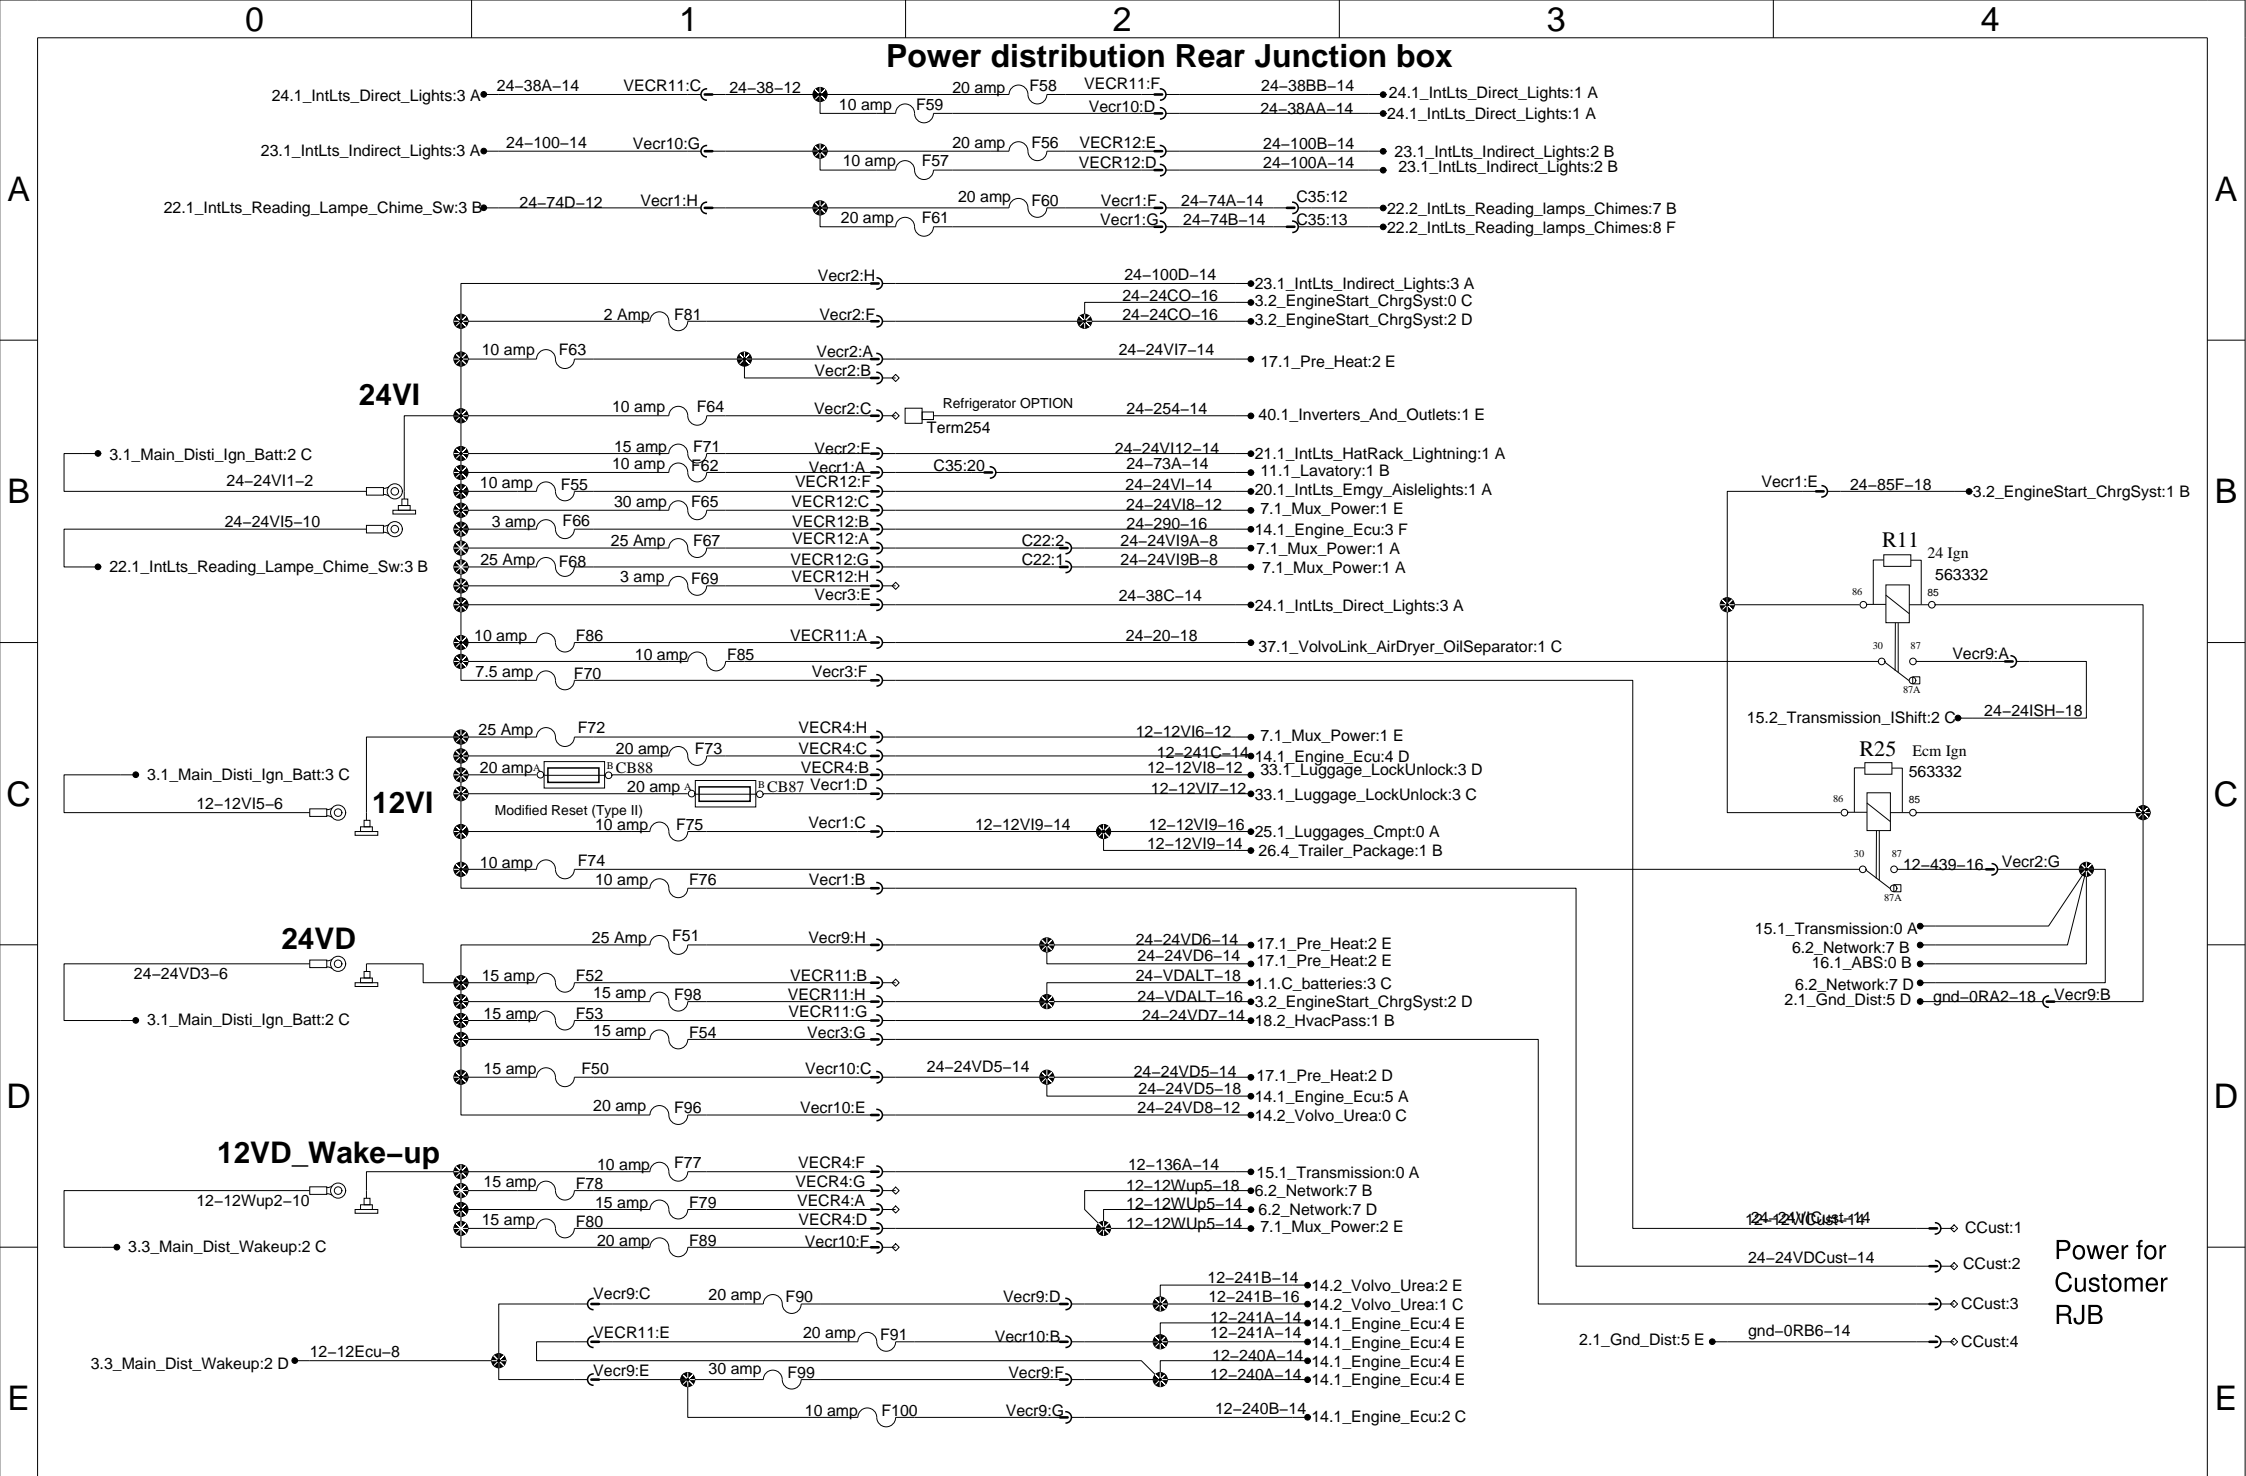 0 1 2 3 4
Power distribution Rear Junction box
A A
24.1_IntLts_Direct_Lights:3 A 24-38A-14 VECR11:C 24-38-12 20 amp F58 VECR11:F 24-38BB-14 24.1_IntLts_Direct_Lights:1 A
10 amp F59 Vecr10:D 24-38AA-14 24.1_IntLts_Direct_Lights:1 A
23.1_IntLts_Indirect_Lights:3 A 24-100-14 Vecr10:G 20 amp F56 VECR12:E 24-100B-14 23.1_IntLts_Indirect_Lights:2 B
10 amp F57 VECR12:D 24-100A-14 23.1_IntLts_Indirect_Lights:2 B
22.1_IntLts_Reading_Lampe_Chime_Sw:3 B 24-74D-12 Vecr1:H 20 amp F60 Vecr1:F 24-74A-14 C35:12 22.2_IntLts_Reading_lamps_Chimes:7 B
20 amp F61 Vecr1:G 24-74B-14 C35:13 22.2_IntLts_Reading_lamps_Chimes:8 F
Vecr2:H 24-100D-14 23.1_IntLts_Indirect_Lights:3 A
24-24CO-16 3.2_EngineStart_ChrgSyst:0 C
2 Amp F81 Vecr2:F 24-24CO-16 3.2_EngineStart_ChrgSyst:2 D
10 amp F63 Vecr2:A 24-24VI7-14 17.1_Pre_Heat:2 E
Vecr2:B
24VI
10 amp F64 Vecr2:C Refrigerator OPTION 24-254-14 40.1_Inverters_And_Outlets:1 E
Term254
B B
3.1_Main_Disti_Ign_Batt:2 C 15 amp F71 Vecr2:E 24-24VI12-14 21.1_IntLts_HatRack_Lightning:1 A
10 amp F62 Vecr1:A C35:20 24-73A-14 11.1_Lavatory:1 B
24-24VI1-2 10 amp F55 VECR12:F 24-24VI-14 20.1_IntLts_Emgy_Aislelights:1 A
Vecr1:E 24-85F-18 3.2_EngineStart_ChrgSyst:1 B
30 amp F65 VECR12:C 24-24VI8-12 7.1_Mux_Power:1 E
24-24VI5-10 3 amp F66 VECR12:B 24-290-16 14.1_Engine_Ecu:3 F
25 Amp F67 VECR12:A C22:2 24-24VI9A-8 7.1_Mux_Power:1 A
R11 24 Ign
22.1_IntLts_Reading_Lampe_Chime_Sw:3 B 25 Amp F68 VECR12:G C22:1 24-24VI9B-8 7.1_Mux_Power:1 A
563332
3 amp F69 VECR12:H
86 85
Vecr3:E 24-38C-14 24.1_IntLts_Direct_Lights:3 A
10 amp F86 VECR11:A 24-20-18 37.1_VolvoLink_AirDryer_OilSeparator:1 C
10 amp F85 30 87 Vecr9:A
7.5 amp F70 Vecr3:F
87A
15.2_Transmission_IShift:2 C 24-24ISH-18
25 Amp F72 VECR4:H 12-12VI6-12 7.1_Mux_Power:1 E
20 amp F73 VECR4:C 12-241C-14 14.1_Engine_Ecu:4 D
R25 Ecm Ign
563332
C C
3.1_Main_Disti_Ign_Batt:3 C 20 amp A B CB88 VECR4:B 12-12VI8-12 33.1_Luggage_LockUnlock:3 D
20 amp A B CB87 Vecr1:D 12-12VI7-12 33.1_Luggage_LockUnlock:3 C
12-12VI5-6 12VI
86 85
Modified Reset (Type II)
10 amp F75 Vecr1:C 12-12VI9-14 12-12VI9-16 25.1_Luggages_Cmpt:0 A
12-12VI9-14 26.4_Trailer_Package:1 B
10 amp F74 30 87 12-439-16 Vecr2:G
10 amp F76 Vecr1:B
87A
15.1_Transmission:0 A
24VD
25 Amp F51 Vecr9:H 24-24VD6-14 17.1_Pre_Heat:2 E
6.2_Network:7 B
24-24VD6-14 17.1_Pre_Heat:2 E
16.1_ABS:0 B
24-24VD3-6 15 amp F52 VECR11:B 24-VDALT-18 1.1.C_batteries:3 C
6.2_Network:7 D
15 amp F98 VECR11:H 24-VDALT-16 3.2_EngineStart_ChrgSyst:2 D
2.1_Gnd_Dist:5 D gnd-0RA2-18 Vecr9:B
3.1_Main_Disti_Ign_Batt:2 C 15 amp F53 VECR11:G 24-24VD7-14 18.2_HvacPass:1 B
15 amp F54 Vecr3:G
D D
15 amp F50 Vecr10:C 24-24VD5-14 24-24VD5-14 17.1_Pre_Heat:2 D
24-24VD5-18 14.1_Engine_Ecu:5 A
20 amp F96 Vecr10:E 24-24VD8-12 14.2_Volvo_Urea:0 C
12VD_Wake-up
10 amp F77 VECR4:F 12-136A-14 15.1_Transmission:0 A
12-12Wup2-10 15 amp F78 VECR4:G 12-12Wup5-18 6.2_Network:7 B
15 amp F79 VECR4:A 12-12WUp5-14 6.2_Network:7 D
15 amp F80 VECR4:D 12-12WUp5-14 7.1_Mux_Power:2 E
CCust:1
3.3_Main_Dist_Wakeup:2 C 20 amp F89 Vecr10:F
24-24VDCust-14 CCust:2
Power for
Customer
RJB
Vecr9:C 20 amp F90 Vecr9:D 12-241B-14 14.2_Volvo_Urea:2 E
12-241B-16 14.2_Volvo_Urea:1 C
CCust:3
12-241A-14 14.1_Engine_Ecu:4 E
VECR11:E 20 amp F91 Vecr10:B 12-241A-14 14.1_Engine_Ecu:4 E
2.1_Gnd_Dist:5 E gnd-0RB6-14 CCust:4
3.3_Main_Dist_Wakeup:2 D 12-12Ecu-8 12-240A-14 14.1_Engine_Ecu:4 E
Vecr9:E 30 amp F99 Vecr9:F 12-240A-14 14.1_Engine_Ecu:4 E
10 amp F100 Vecr9:G 12-240B-14 14.1_Engine_Ecu:2 C
E E